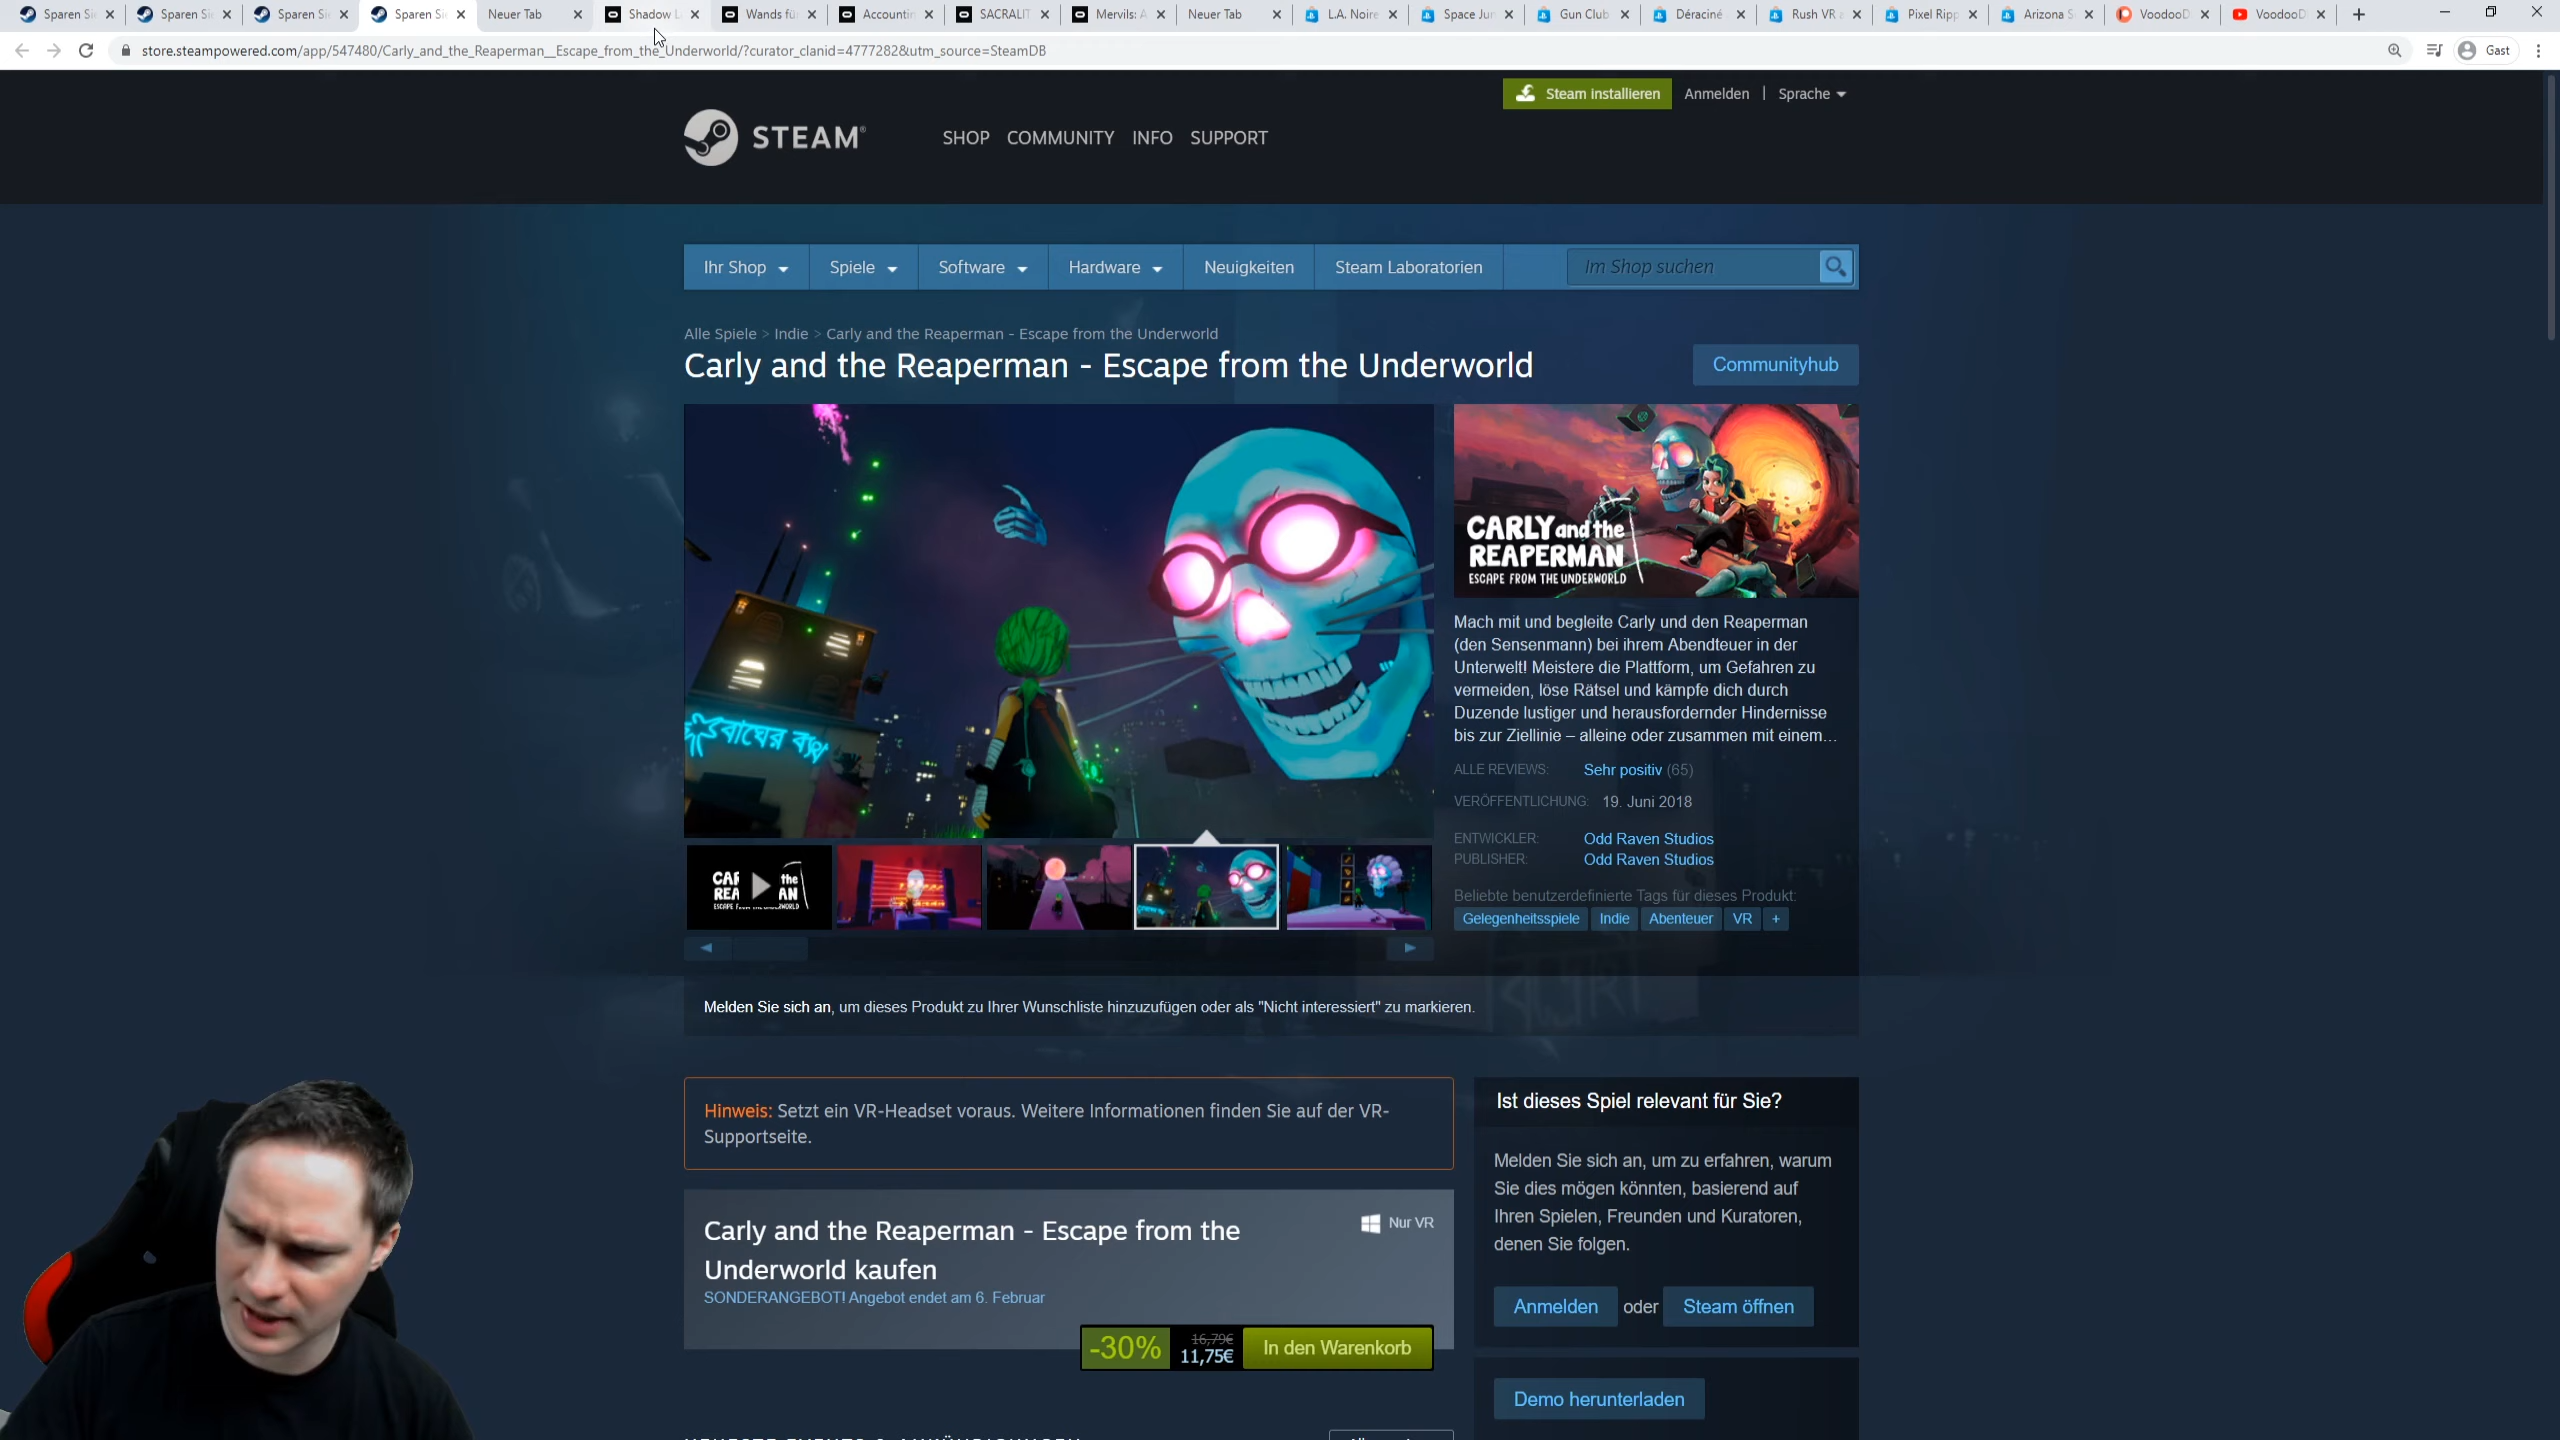 Sparen Si
Sparen Si
Sparen Si
Sparen Si
Neuer Tab
Shadow L
Wands fü
Accountin
SACRALIT
Mervils: A
Neuer Tab
L.A. Noire
Space Jun
Gun Club
Déraciné
Rush VR
Pixel Ripp
Arizona S
VoodooD
VoodooD
store.steampowered.com/app/547480/Carly_and_the_Reaperman__Escape_from_the_Underworld/?curator_clanid=4777282&utm_source=SteamDB
Gast
Steam installieren
Anmelden | Sprache
STEAM®
SHOP COMMUNITY INFO SUPPORT
Ihr Shop
Spiele
Software
Hardware
Neuigkeiten
Steam Laboratorien
Im Shop suchen
Alle Spiele > Indie > Carly and the Reaperman - Escape from the Underworld
Carly and the Reaperman - Escape from the Underworld
Communityhub
বাঘের
CARLY and the
REAPERMAN
ESCAPE FROM THE UNDERWORLD
Mach mit und begleite Carly und den Reaperman
(den Sensenmann) bei ihrem Abendteuer in der
Unterwelt! Meistere die Plattform, um Gefahren zu
vermeiden, löse Rätsel und kämpfe dich durch
Duzende lustiger und herausfordernder Hindernisse
bis zur Ziellinie – alleine oder zusammen mit einem...
ALLE REVIEWS: Sehr positiv (65)
VERÖFFENTLICHUNG: 19. Juni 2018
ENTWICKLER: Odd Raven Studios
PUBLISHER: Odd Raven Studios
Beliebte benutzerdefinierte Tags für dieses Produkt:
Gelegenheitsspiele Indie Abenteuer VR +
Melden Sie sich an, um dieses Produkt zu Ihrer Wunschliste hinzuzufügen oder als "Nicht interessiert" zu markieren.
Hinweis: Setzt ein VR-Headset voraus. Weitere Informationen finden Sie auf der VR-
Supportseite.
Carly and the Reaperman - Escape from the
Underworld kaufen
Nur VR
SONDERANGEBOT! Angebot endet am 6. Februar
-30%
16,79€
11,75€
In den Warenkorb
Ist dieses Spiel relevant für Sie?
Melden Sie sich an, um zu erfahren, warum
Sie dies mögen könnten, basierend auf
Ihren Spielen, Freunden und Kuratoren,
denen Sie folgen.
Anmelden oder Steam öffnen
Demo herunterladen